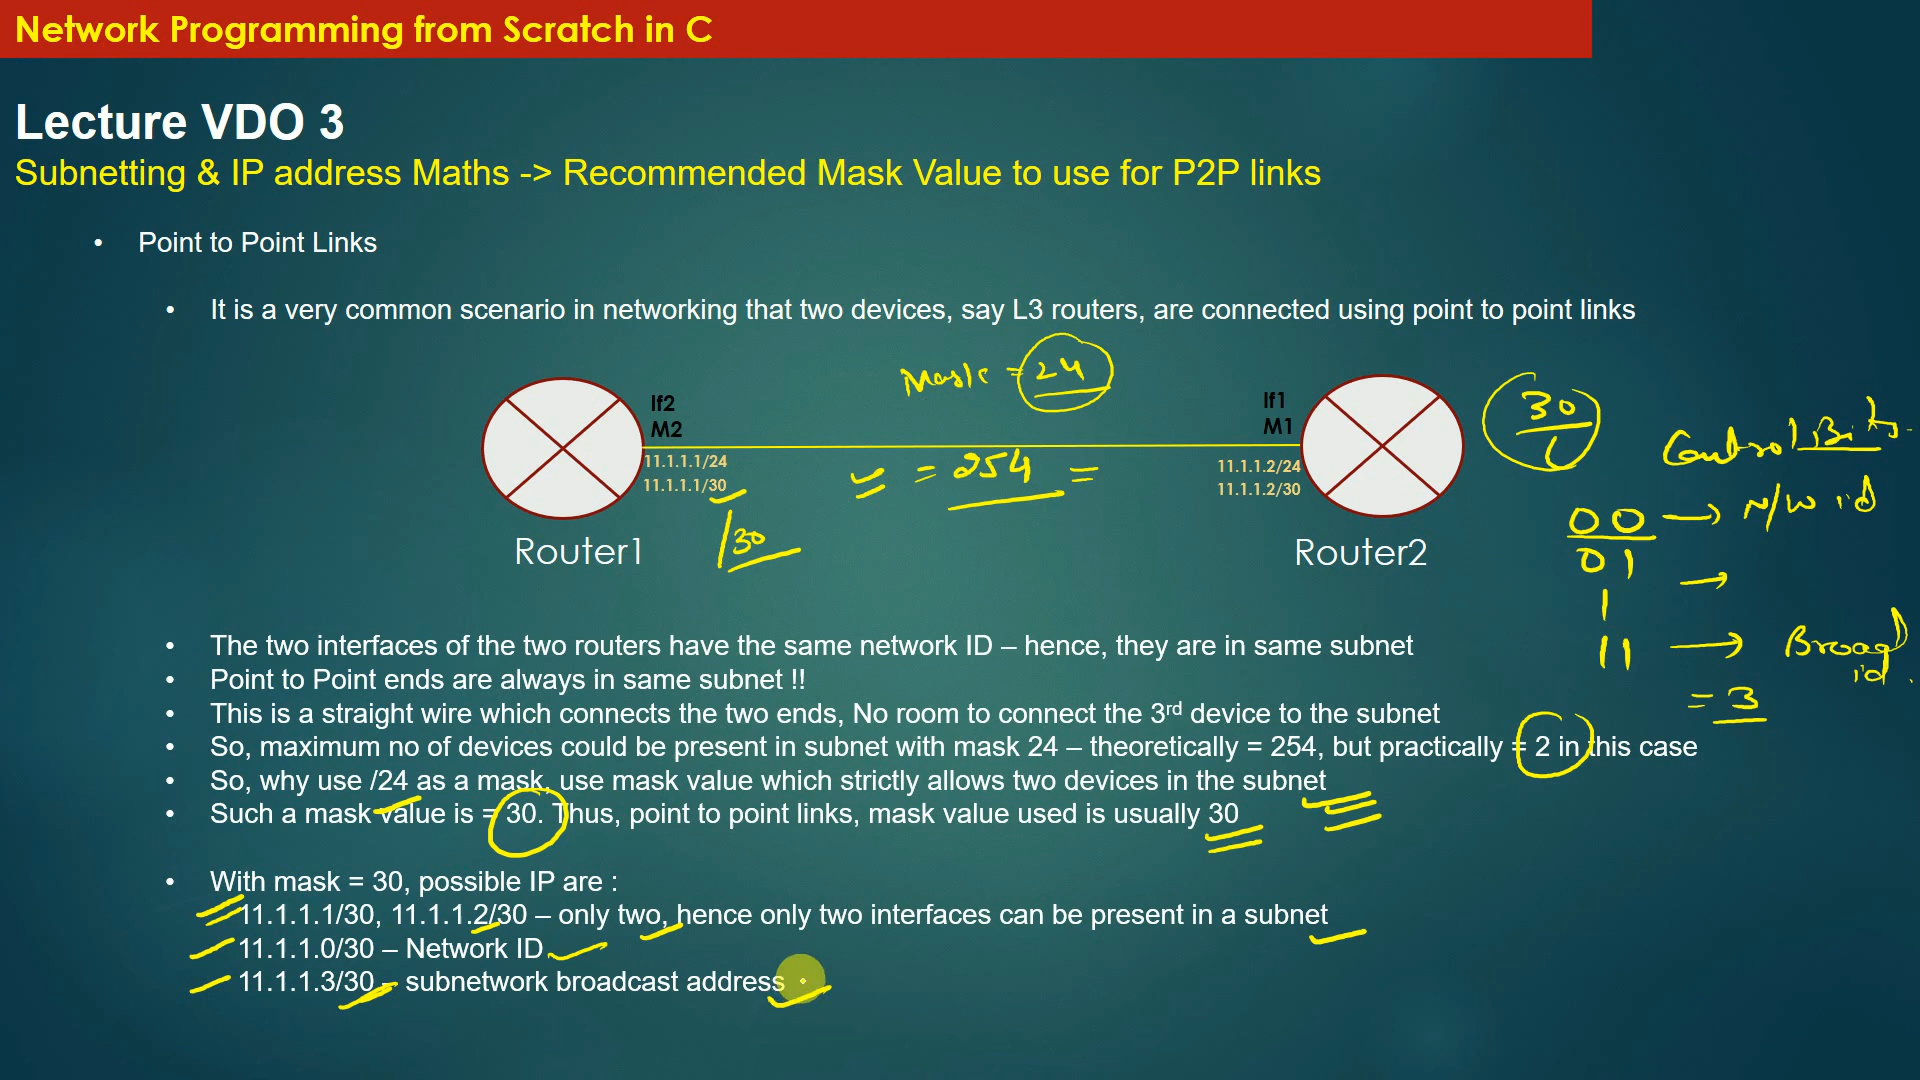 Network Programming from Scratch in C
Lecture VDO 3
Subnetting & IP address Maths -> Recommended Mask Value to use for P2P links
• Point to Point Links
• It is a very common scenario in networking that two devices, say L3 routers, are connected using point to point links
Mask = 24
If2
M2
If1
M1
11.1.1.1/24
11.1.1.1/30
= 254 =
11.1.1.2/24
11.1.1.2/30
/30
Router1
Router2
30
Control Bits
00 → N/W id
01 →
1
11 → Broad id
= 3
• The two interfaces of the two routers have the same network ID – hence, they are in same subnet
• Point to Point ends are always in same subnet !!
• This is a straight wire which connects the two ends, No room to connect the 3rd device to the subnet
• So, maximum no of devices could be present in subnet with mask 24 – theoretically = 254, but practically = 2 in this case
• So, why use /24 as a mask, use mask value which strictly allows two devices in the subnet
• Such a mask value is = 30. Thus, point to point links, mask value used is usually 30
• With mask = 30, possible IP are :
11.1.1.1/30, 11.1.1.2/30 – only two, hence only two interfaces can be present in a subnet
11.1.1.0/30 – Network ID
11.1.1.3/30 – subnetwork broadcast address